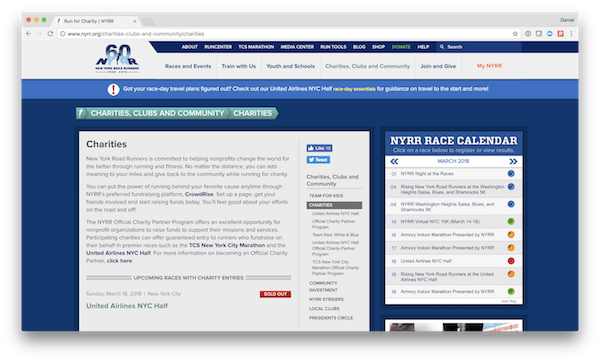 Run for Charity | NYRR
Daniel
www.nyrr.org/charities-clubs-and-community/charities
60
NYRR
NEW YORK ROAD RUNNERS
1958-2018
ABOUT RUNCENTER TCS MARATHON MEDIA CENTER RUN TOOLS BLOG SHOP DONATE HELP Search
Races and Events Train with Us Youth and Schools Charities, Clubs and Community Join and Give My NYRR
Got your race-day travel plans figured out? Check out our United Airlines NYC Half race-day essentials for guidance on travel to the start and more!
CHARITIES, CLUBS AND COMMUNITY CHARITIES
Charities
New York Road Runners is committed to helping nonprofits change the world for
the better through running and fitness. No matter the distance, you can add
meaning to your miles and give back to the community while running for charity.
You can put the power of running behind your favorite cause anytime through
NYRR's preferred fundraising platform, CrowdRise. Set up a page, get your
friends involved and start raising funds today. You'll feel good about your efforts
on the road and off!
The NYRR Official Charity Partner Program offers an excellent opportunity for
nonprofit organizations to raise funds to support their missions and services.
Participating charities can offer guaranteed entry to runners who fundraise on
their behalf in premier races such as the TCS New York City Marathon and the
United Airlines NYC Half. For more information on becoming an Official Charity
Partner, click here.
UPCOMING RACES WITH CHARITY ENTRIES
Sunday, March 18, 2018 | New York City SOLD OUT
United Airlines NYC Half
Like 10
Tweet
Charities, Clubs and
Community
TEAM FOR KIDS
CHARITIES
United Airlines NYC Half
Official Charity Partner
Program
Team Red, White & Blue
United Airlines NYC Half
Official Charity Partner
Program
TCS New York City
Marathon Official Charity
Partner Program
COMMUNITY
INVESTMENT
NYRR STRIDERS
LOCAL CLUBS
PRESIDENTS CIRCLE
NYRR RACE CALENDAR
Click on a race below to register or view results.
MARCH 2018
01 NYRR Night at the Races
04 Rising New York Road Runners at the Washington
Heights Salsa, Blues, and Shamrocks 5K
04 NYRR Washington Heights Salsa, Blues, and
Shamrocks 5K
14 NYRR Virtual NYC 10K (March 14-18)
16 Armory Indoor Marathon Presented by NYRR
17 Armory Indoor Marathon Presented by NYRR
18 United Airlines NYC Half
18 Rising New York Road Runners at the United
Airlines NYC Half
18 Armory Indoor Marathon Presented by NYRR